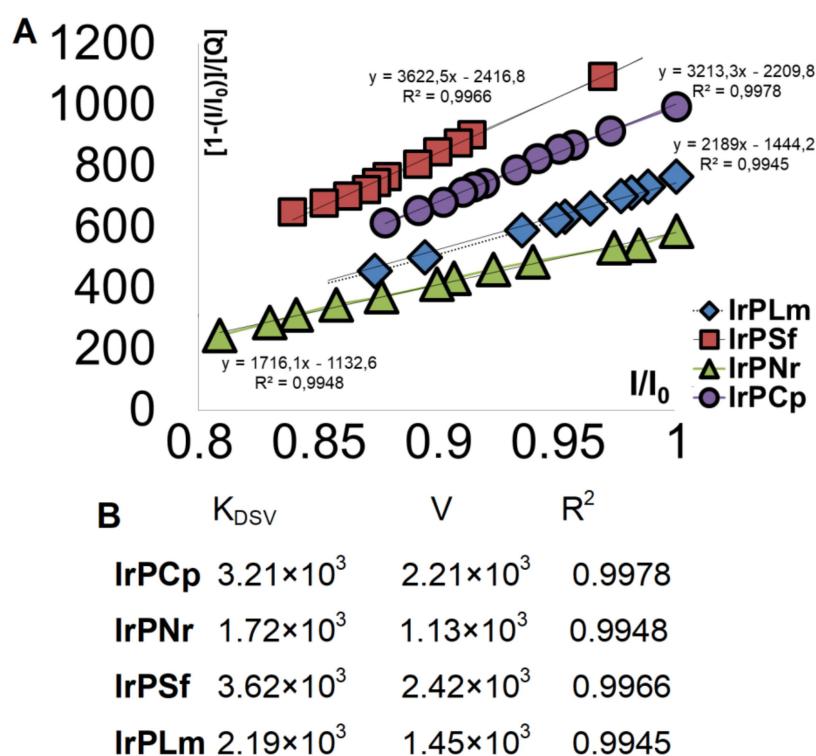 A
[1-(I/I₀)]/[Q]
1200
1000
800
600
400
200
0
y = 3622,5x - 2416,8
R² = 0,9966
y = 3213,3x - 2209,8
R² = 0,9978
y = 2189x - 1444,2
R² = 0,9945
y = 1716,1x - 1132,6
R² = 0,9948
IrPLm
IrPSf
IrPNr
IrPCp
I/I₀
0.8 0.85 0.9 0.95 1
B K_DSV V R²
IrPCp 3.21×10³ 2.21×10³ 0.9978
IrPNr 1.72×10³ 1.13×10³ 0.9948
IrPSf 3.62×10³ 2.42×10³ 0.9966
IrPLm 2.19×10³ 1.45×10³ 0.9945